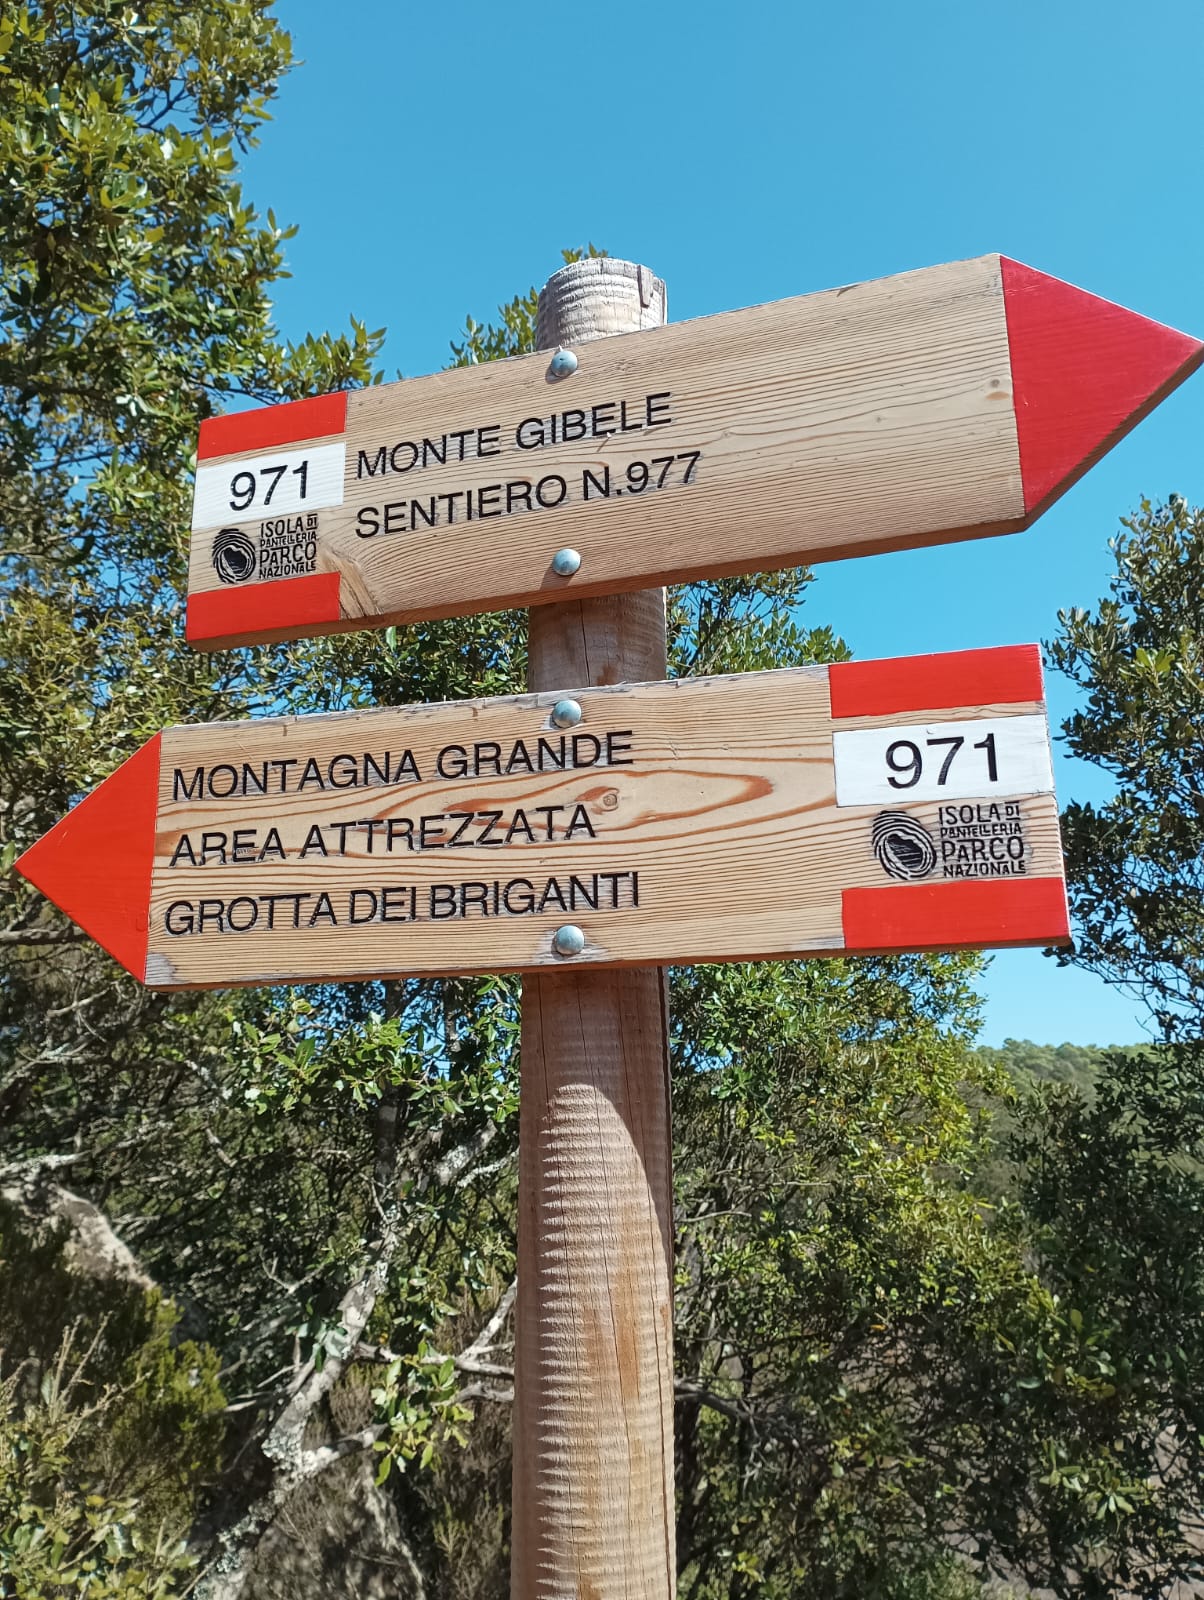 MONTE GIBELE
SENTIERO N.977
971
ISOLA DI
PANTELLERIA
PARCO
NAZIONALE
MONTAGNA GRANDE
AREA ATTREZZATA
GROTTA DEI BRIGANTI
971
ISOLA DI
PANTELLERIA
PARCO
NAZIONALE